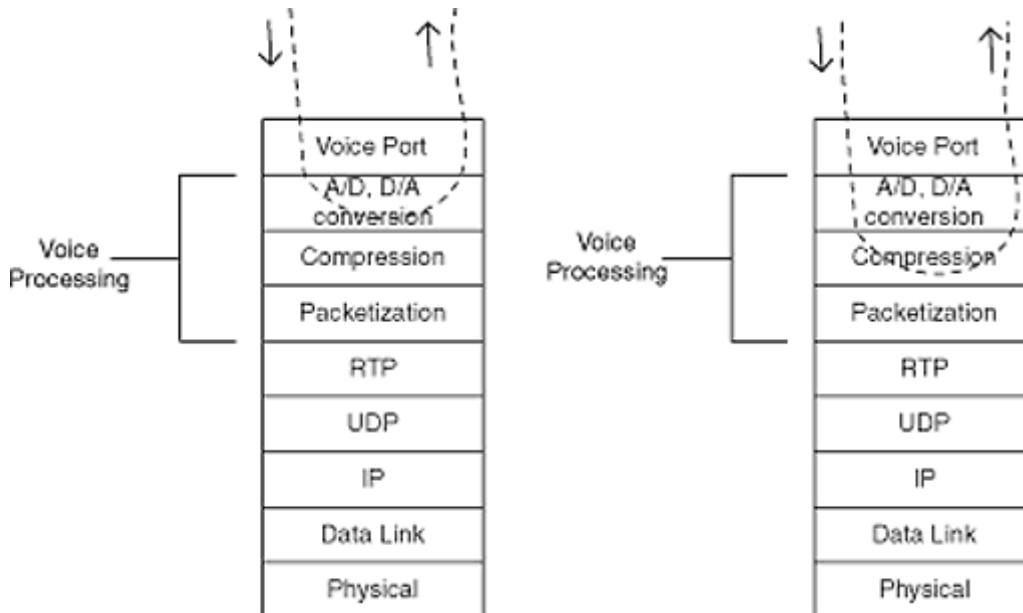 Voice Port
A/D, D/A
conversion
Compression
Packetization
RTP
UDP
IP
Data Link
Physical
Voice
Processing
Voice Port
A/D, D/A
conversion
Compression
Packetization
RTP
UDP
IP
Data Link
Physical
Voice
Processing